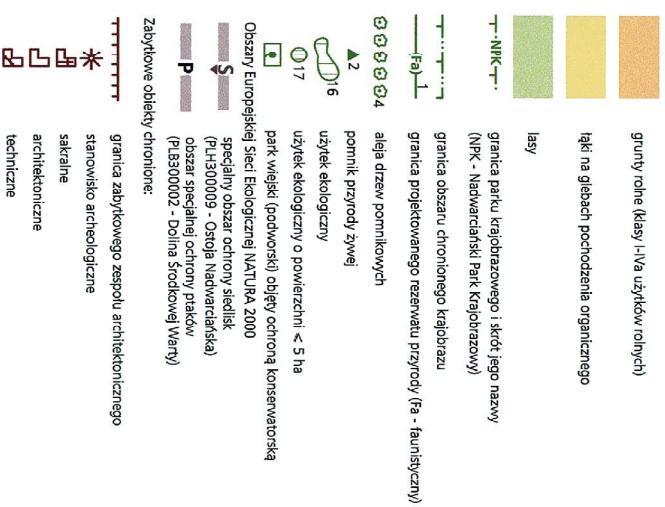 grunty rolne (klasy I-IVa użytków rolnych)
łąki na glebach pochodzenia organicznego
lasy
NPK
granica parku krajobrazowego i skrót jego nazwy
(NPK - Nadwarciański Park Krajobrazowy)
granica obszaru chronionego krajobrazu
(Fa) 1
granica projektowanego rezerwatu przyrody (Fa - faunistyczny)
4
aleja drzew pomnikowych
2
pomnik przyrody żywej
16
użytek ekologiczny
17
użytek ekologiczny o powierzchni < 5 ha
park wiejski (podworski) objęty ochroną konserwatorską
Obszary Europejskiej Sieci Ekologicznej NATURA 2000
S
specjalny obszar ochrony siedlisk
(PLH300009 - Ostoja Nadwarciańska)
P
obszar specjalnej ochrony ptaków
(PLB300002 - Dolina Środkowej Warty)
Zabytkowe obiekty chronione:
granica zabytkowego zespołu architektonicznego
stanowisko archeologiczne
sakralne
architektoniczne
techniczne